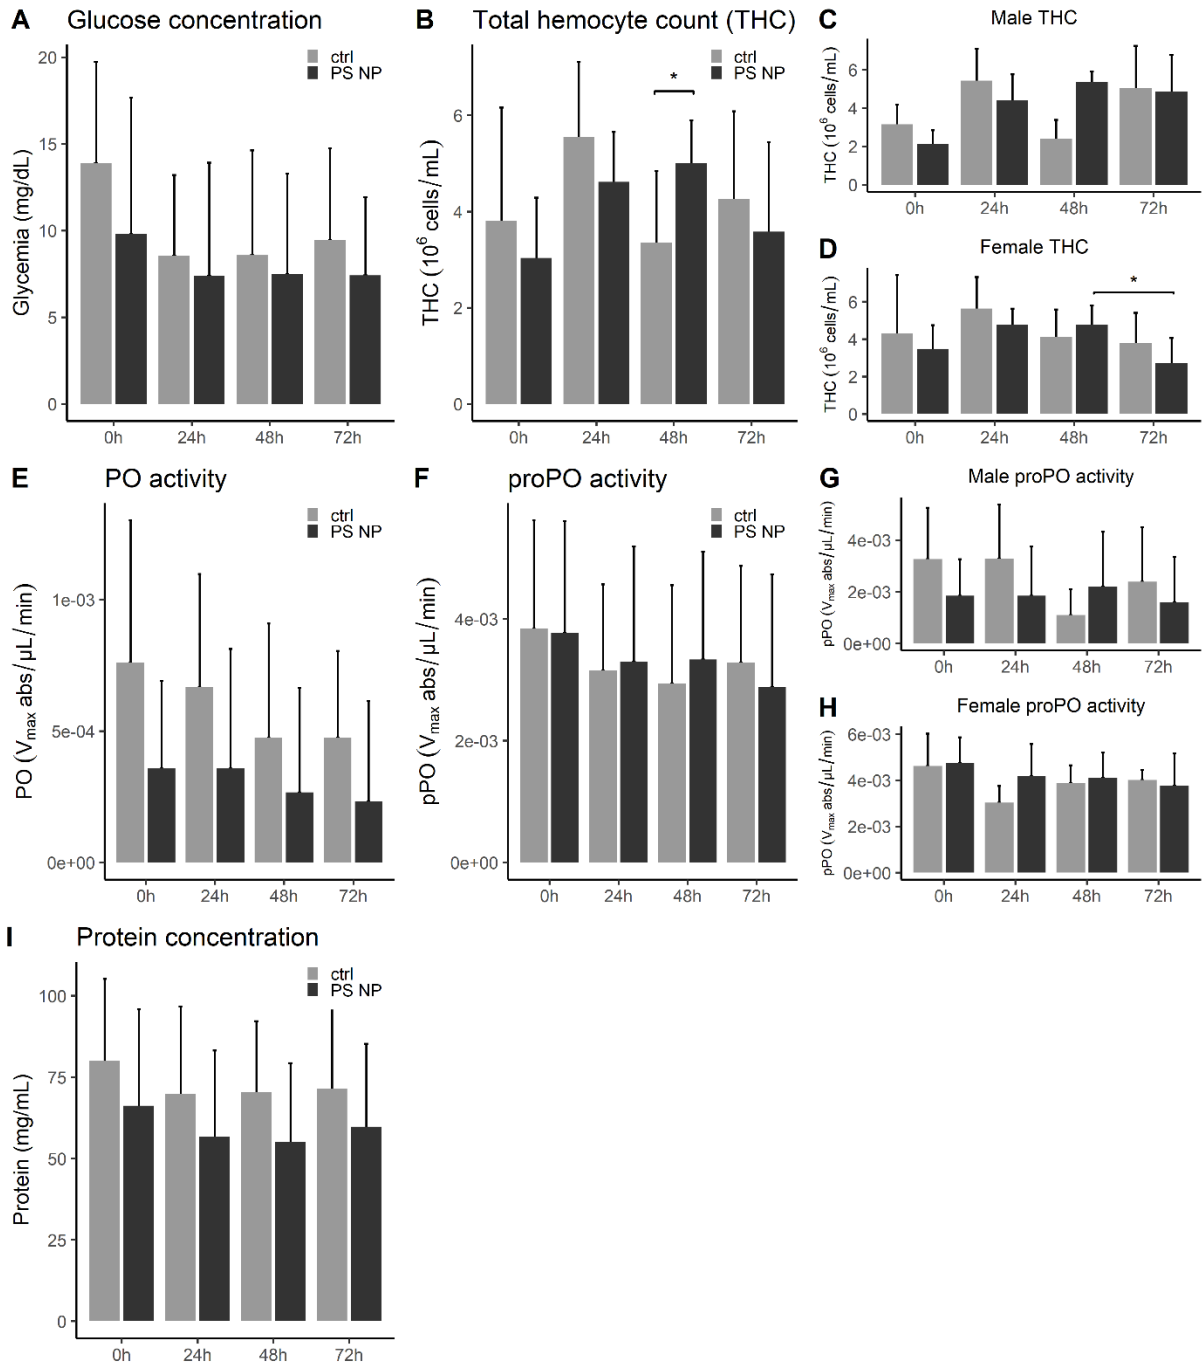 A Glucose concentration
ctrl
PS NP
Glycemia (mg/dL)
20
15
10
5
0
0h 24h 48h 72h
B Total hemocyte count (THC)
ctrl
PS NP
*
THC (10⁶ cells/mL)
6
4
2
0
0h 24h 48h 72h
C Male THC
THC (10⁶ cells/mL)
6
4
2
0
0h 24h 48h 72h
D Female THC
*
THC (10⁶ cells/mL)
6
4
2
0
0h 24h 48h 72h
E PO activity
ctrl
PS NP
PO (Vmax abs/µL/min)
1e-03
5e-04
0e+00
0h 24h 48h 72h
F proPO activity
ctrl
PS NP
pPO (Vmax abs/µL/min)
4e-03
2e-03
0e+00
0h 24h 48h 72h
G Male proPO activity
pPO (Vmax abs/µL/min)
4e-03
2e-03
0e+00
0h 24h 48h 72h
H Female proPO activity
pPO (Vmax abs/µL/min)
6e-03
4e-03
2e-03
0e+00
0h 24h 48h 72h
I Protein concentration
ctrl
PS NP
Protein (mg/mL)
100
75
50
25
0
0h 24h 48h 72h